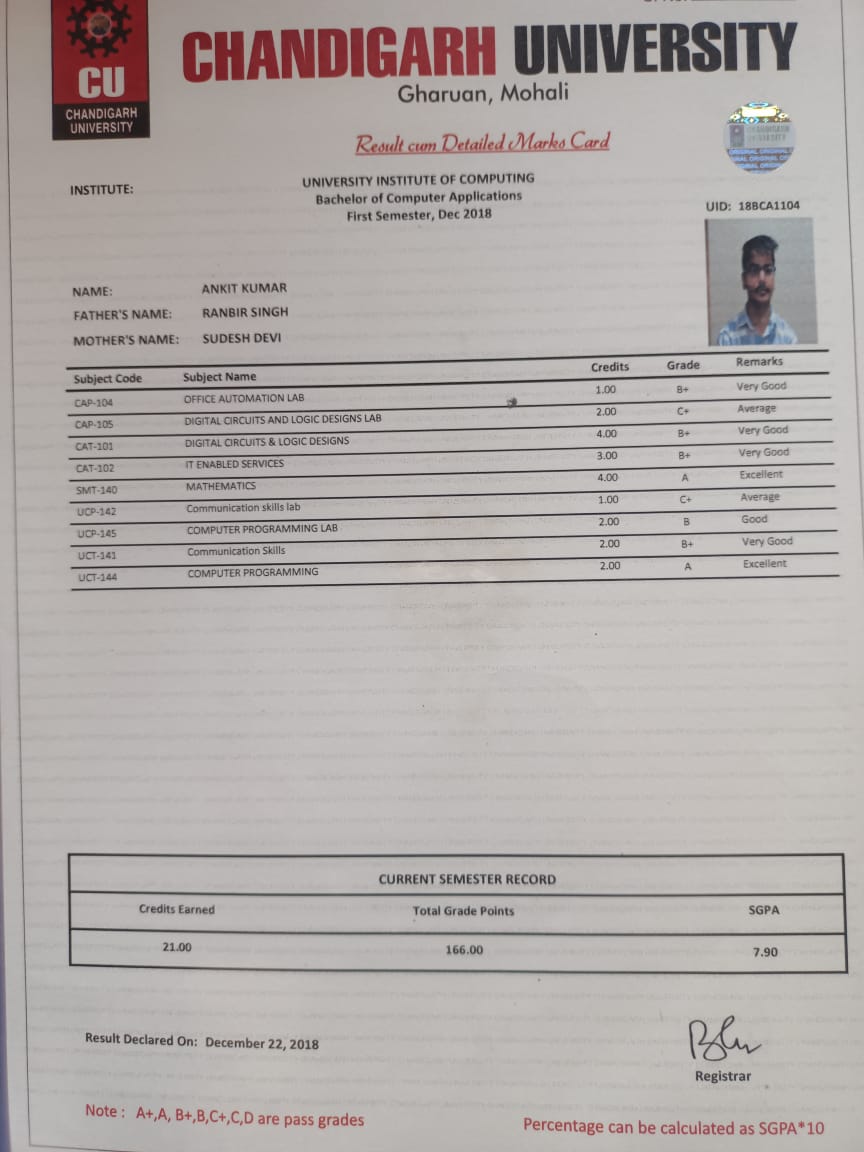 CU
CHANDIGARH
UNIVERSITY
CHANDIGARH UNIVERSITY
Gharuan, Mohali
Result cum Detailed Marks Card
INSTITUTE:
UNIVERSITY INSTITUTE OF COMPUTING
Bachelor of Computer Applications
First Semester, Dec 2018
UID: 18BCA1104
NAME: ANKIT KUMAR
FATHER'S NAME: RANBIR SINGH
MOTHER'S NAME: SUDESH DEVI
Subject Code Subject Name Credits Grade Remarks
CAP-104 OFFICE AUTOMATION LAB 1.00 B+ Very Good
CAP-105 DIGITAL CIRCUITS AND LOGIC DESIGNS LAB 2.00 C+ Average
CAT-101 DIGITAL CIRCUITS & LOGIC DESIGNS 4.00 B+ Very Good
CAT-102 IT ENABLED SERVICES 3.00 B+ Very Good
SMT-140 MATHEMATICS 4.00 A Excellent
UCP-142 Communication skills lab 1.00 C+ Average
UCP-145 COMPUTER PROGRAMMING LAB 2.00 B Good
UCT-141 Communication Skills 2.00 B+ Very Good
UCT-144 COMPUTER PROGRAMMING 2.00 A Excellent
CURRENT SEMESTER RECORD
Credits Earned Total Grade Points SGPA
21.00 166.00 7.90
Result Declared On: December 22, 2018
Registrar
Note : A+,A, B+,B,C+,C,D are pass grades
Percentage can be calculated as SGPA*10